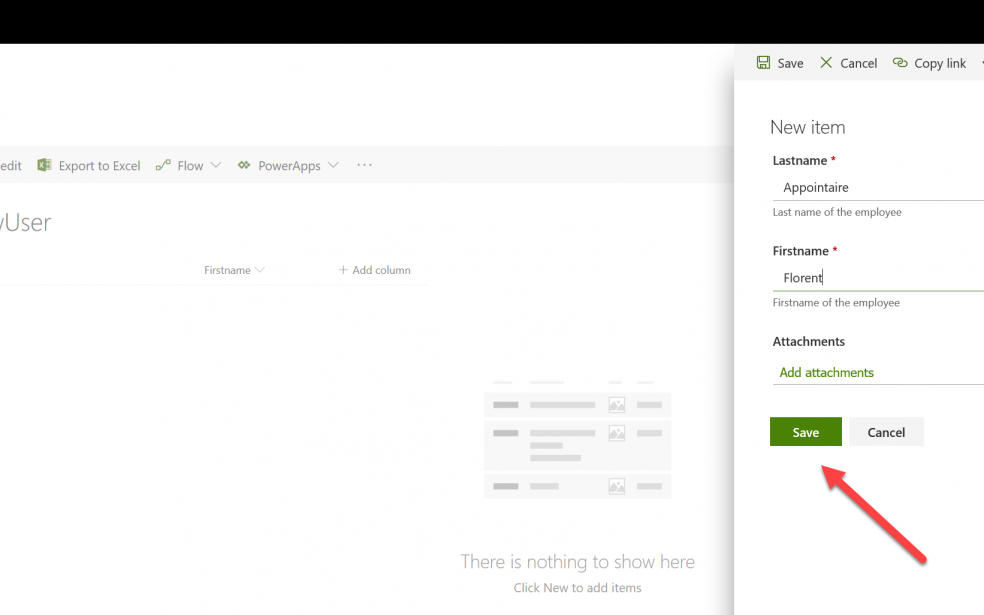 Save Cancel Copy link
New item
edit Export to Excel Flow PowerApps ...
Lastname *
Appointaire
Last name of the employee
yUser
Firstname + Add column
Firstname *
Florent
Firstname of the employee
Attachments
Add attachments
Save Cancel
There is nothing to show here
Click New to add items